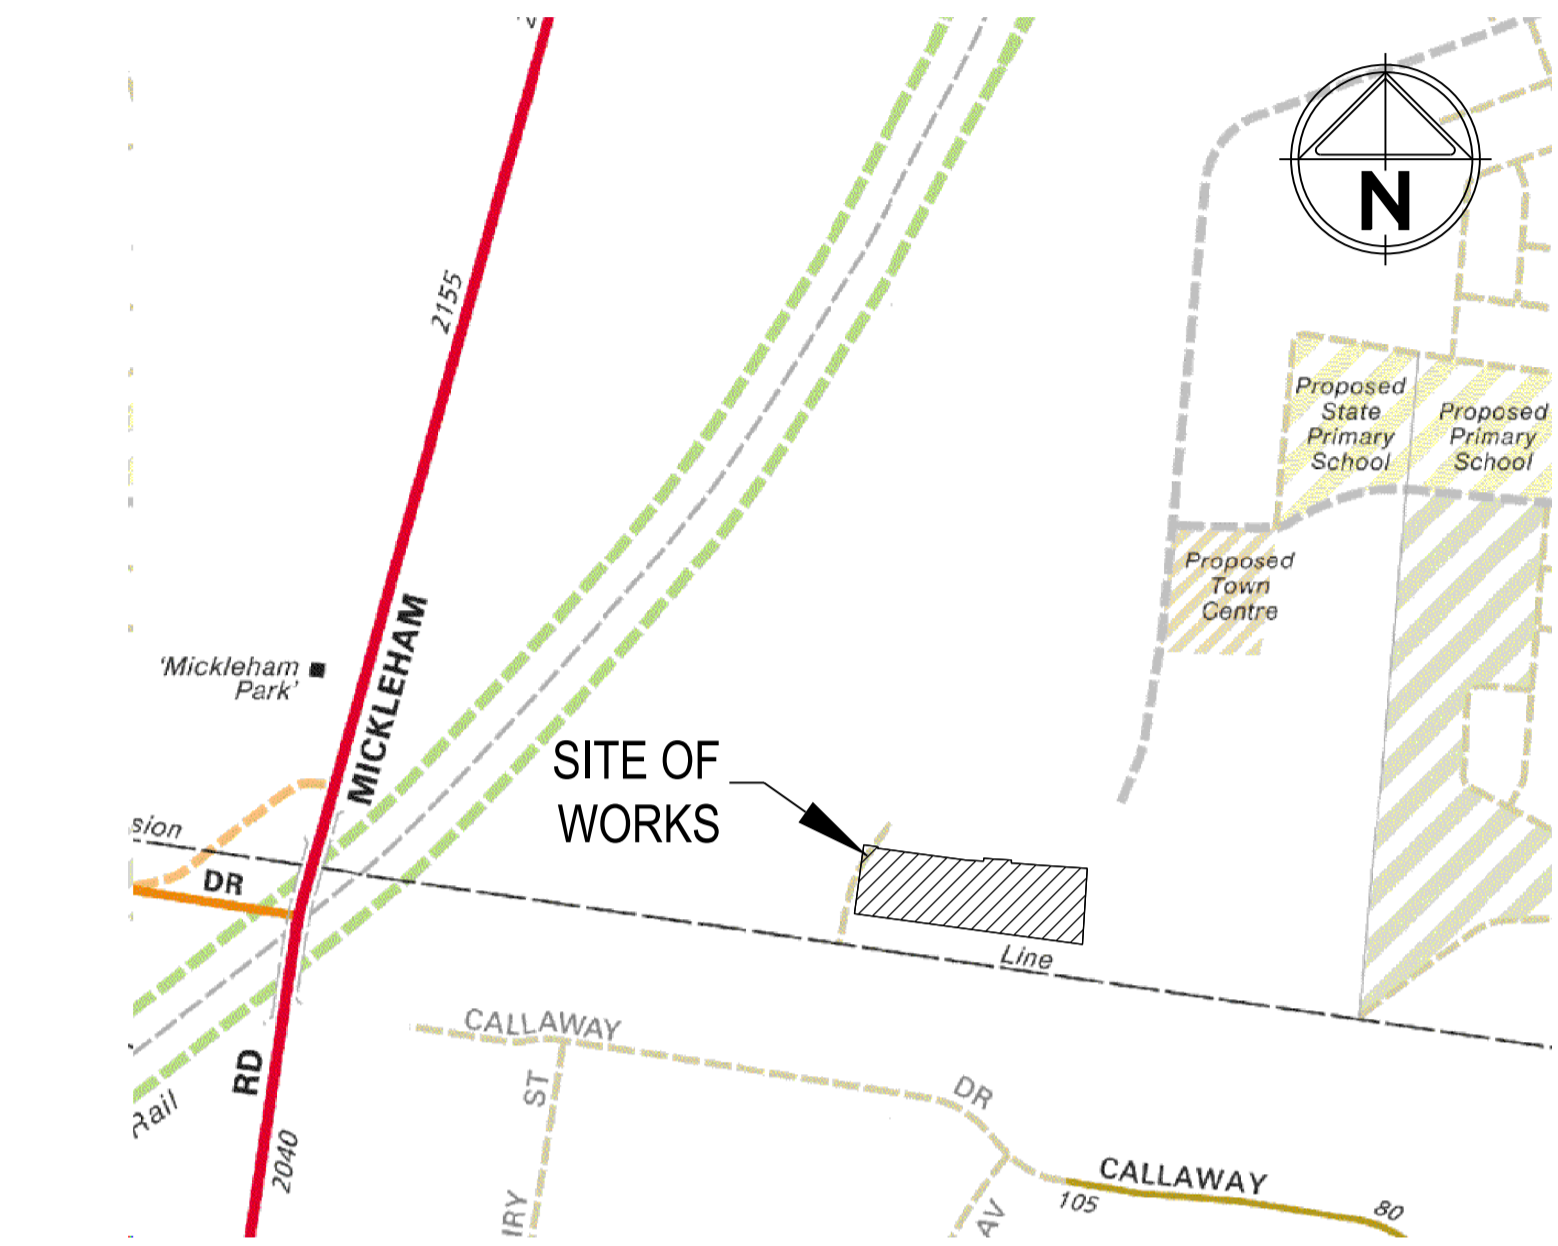 N
2155
Proposed
State
Primary
School
Proposed
Primary
School
Proposed
Town
Centre
'Mickleham
Park'
MICKLEHAM
SITE OF
WORKS
sion
DR
Line
CALLAWAY
ST
DR
RD
Rail
2040
IRY
AV
CALLAWAY
105
80